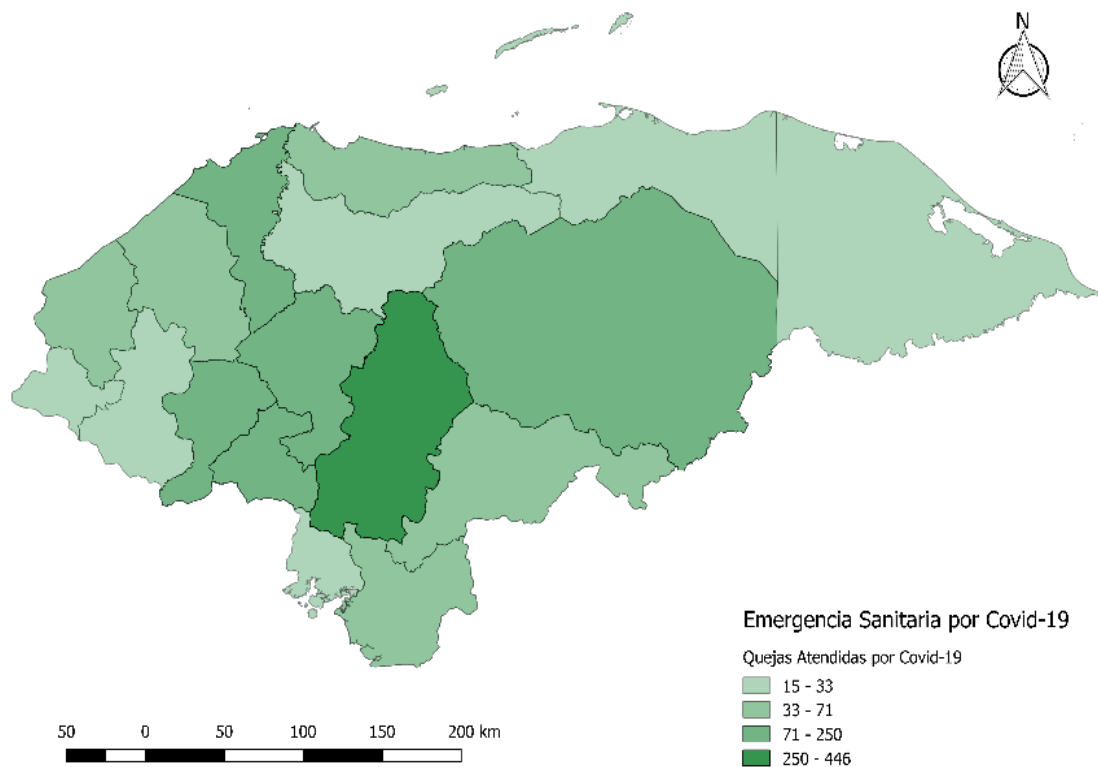 N
Emergencia Sanitaria por Covid-19
Quejas Atendidas por Covid-19
15 - 33
33 - 71
71 - 250
250 - 446
50 0 50 100 150 200 km